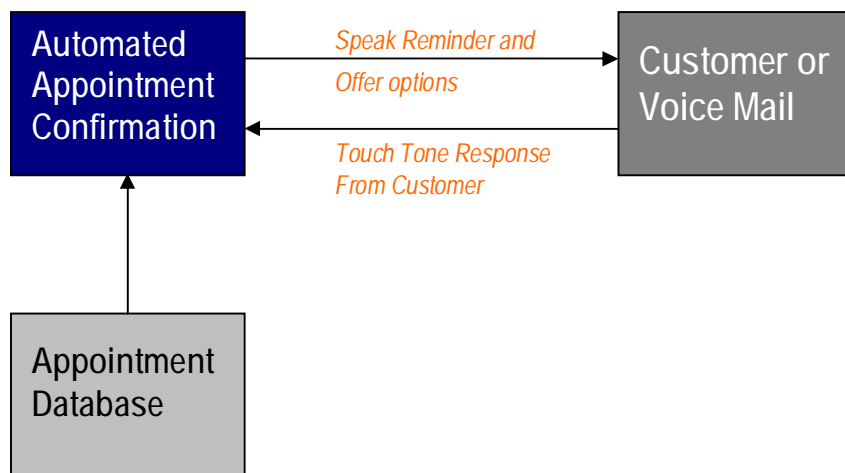 Automated
Appointment
Confirmation
Speak Reminder and
Offer options
Customer or
Voice Mail
Touch Tone Response
From Customer
Appointment
Database